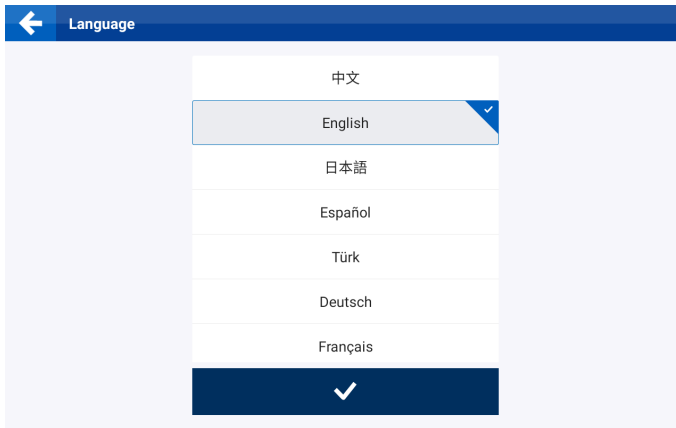 Language
中文
English
日本語
Español
Türk
Deutsch
Français